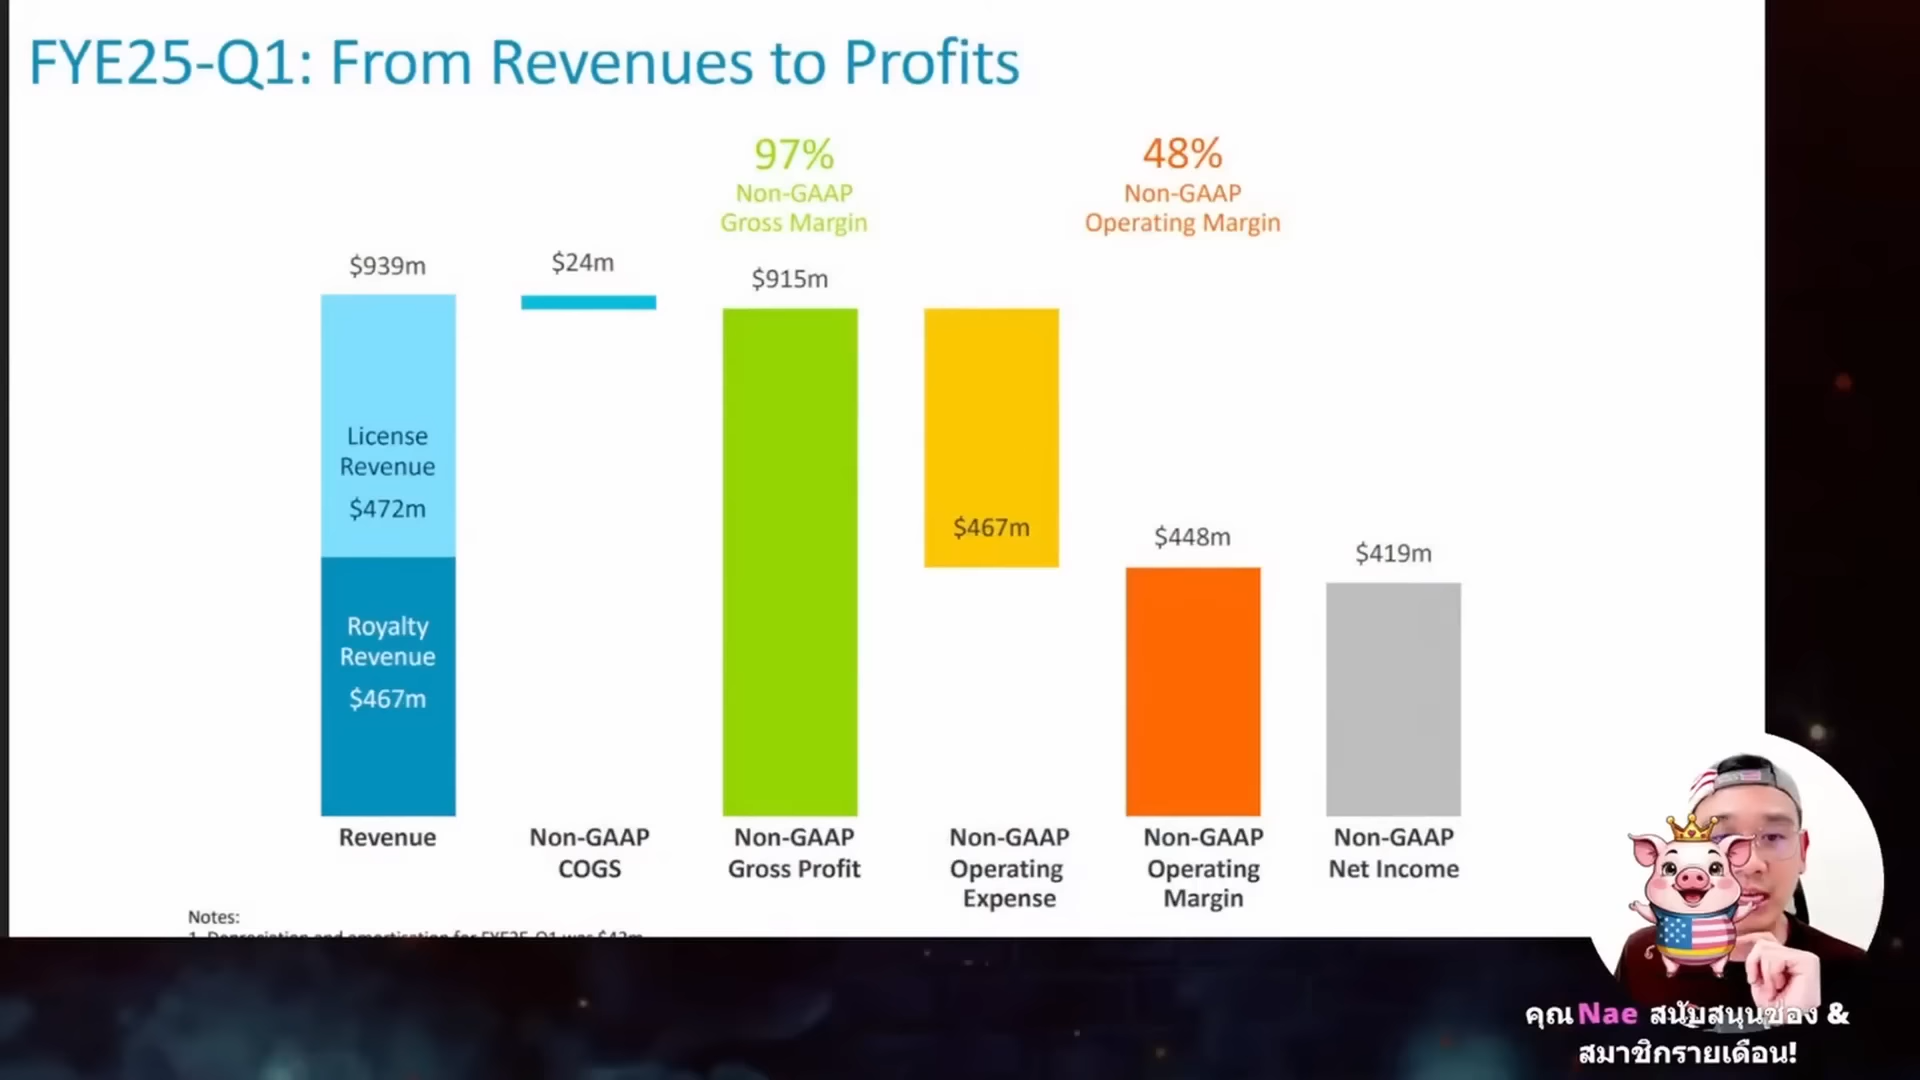 FYE25-Q1: From Revenues to Profits
97%
Non-GAAP
Gross Margin
48%
Non-GAAP
Operating Margin
$939m
$24m
$915m
License
Revenue
$472m
Royalty
Revenue
$467m
$467m
$448m
$419m
Revenue
Non-GAAP
COGS
Non-GAAP
Gross Profit
Non-GAAP
Operating
Expense
Non-GAAP
Operating
Margin
Non-GAAP
Net Income
Notes:
คุณ Nae สนับสนุนช่อง &
สมาชิกรายเดือน!